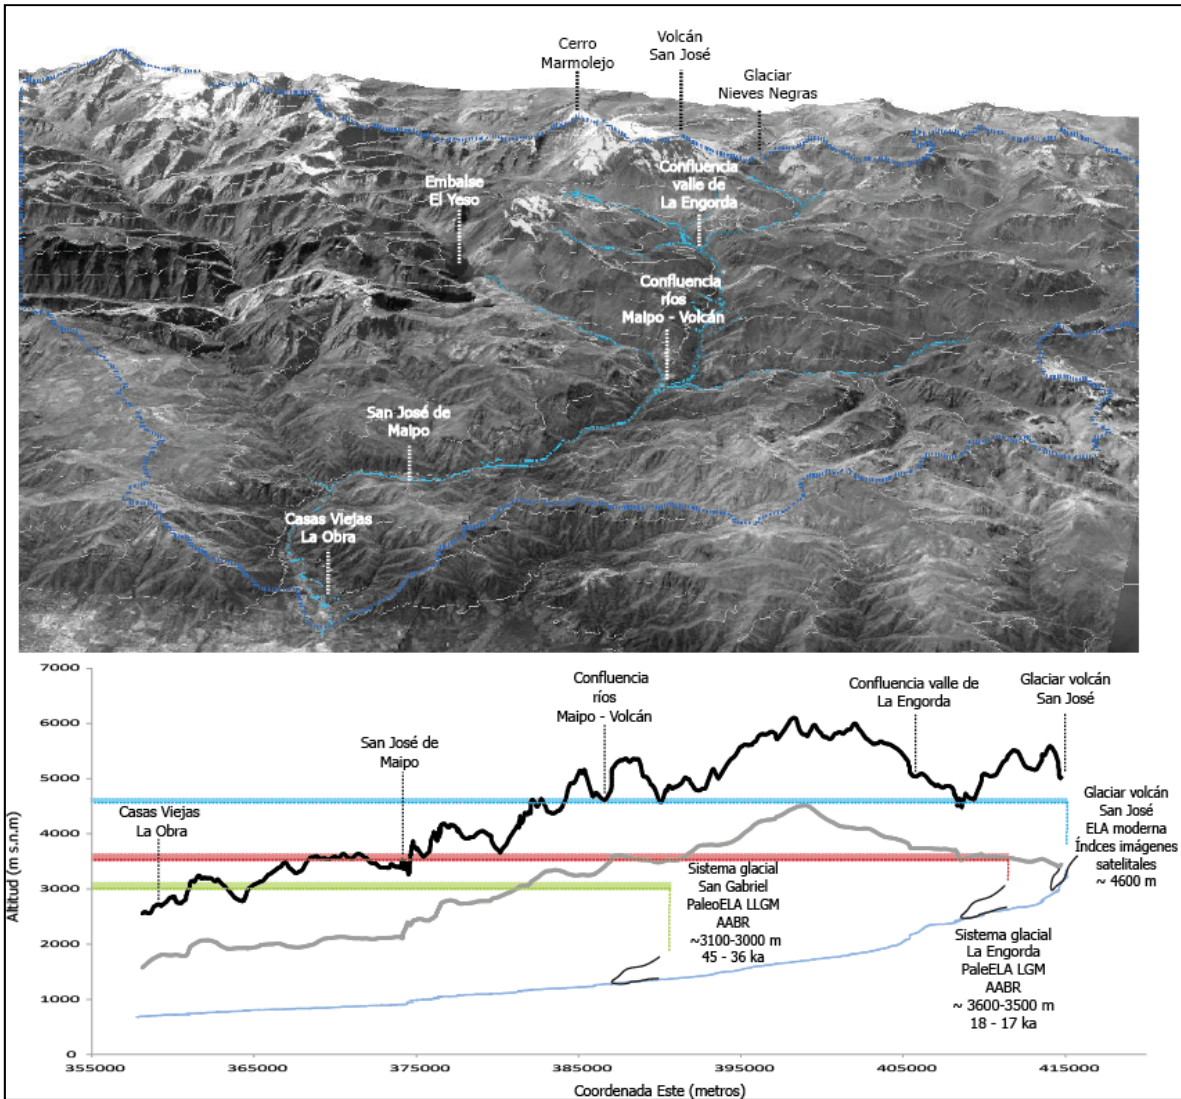 Cerro
Marmolejo
Volcán
San José
Glaciar
Nieves Negras
Embalse
El Yeso
Confluencia
valle de
La Engorda
Confluencia
ríos
Maipo - Volcán
San José de
Maipo
Casas Viejas
La Obra
7000
6000
5000
4000
3000
2000
1000
0
Altitud (m s.n.m)
355000
365000
375000
385000
395000
405000
415000
Coordenada Este (metros)
Casas Viejas
La Obra
San José de
Maipo
Confluencia
ríos
Maipo - Volcán
Confluencia valle de
La Engorda
Glaciar volcán
San José
Glaciar volcán
San José
ELA moderna
Índces imágenes
satelitales
~ 4600 m
Sistema glacial
San Gabriel
PaleoELA LLGM
AABR
~3100-3000 m
45 - 36 ka
Sistema glacial
La Engorda
PaleELA LGM
AABR
~ 3600-3500 m
18 - 17 ka